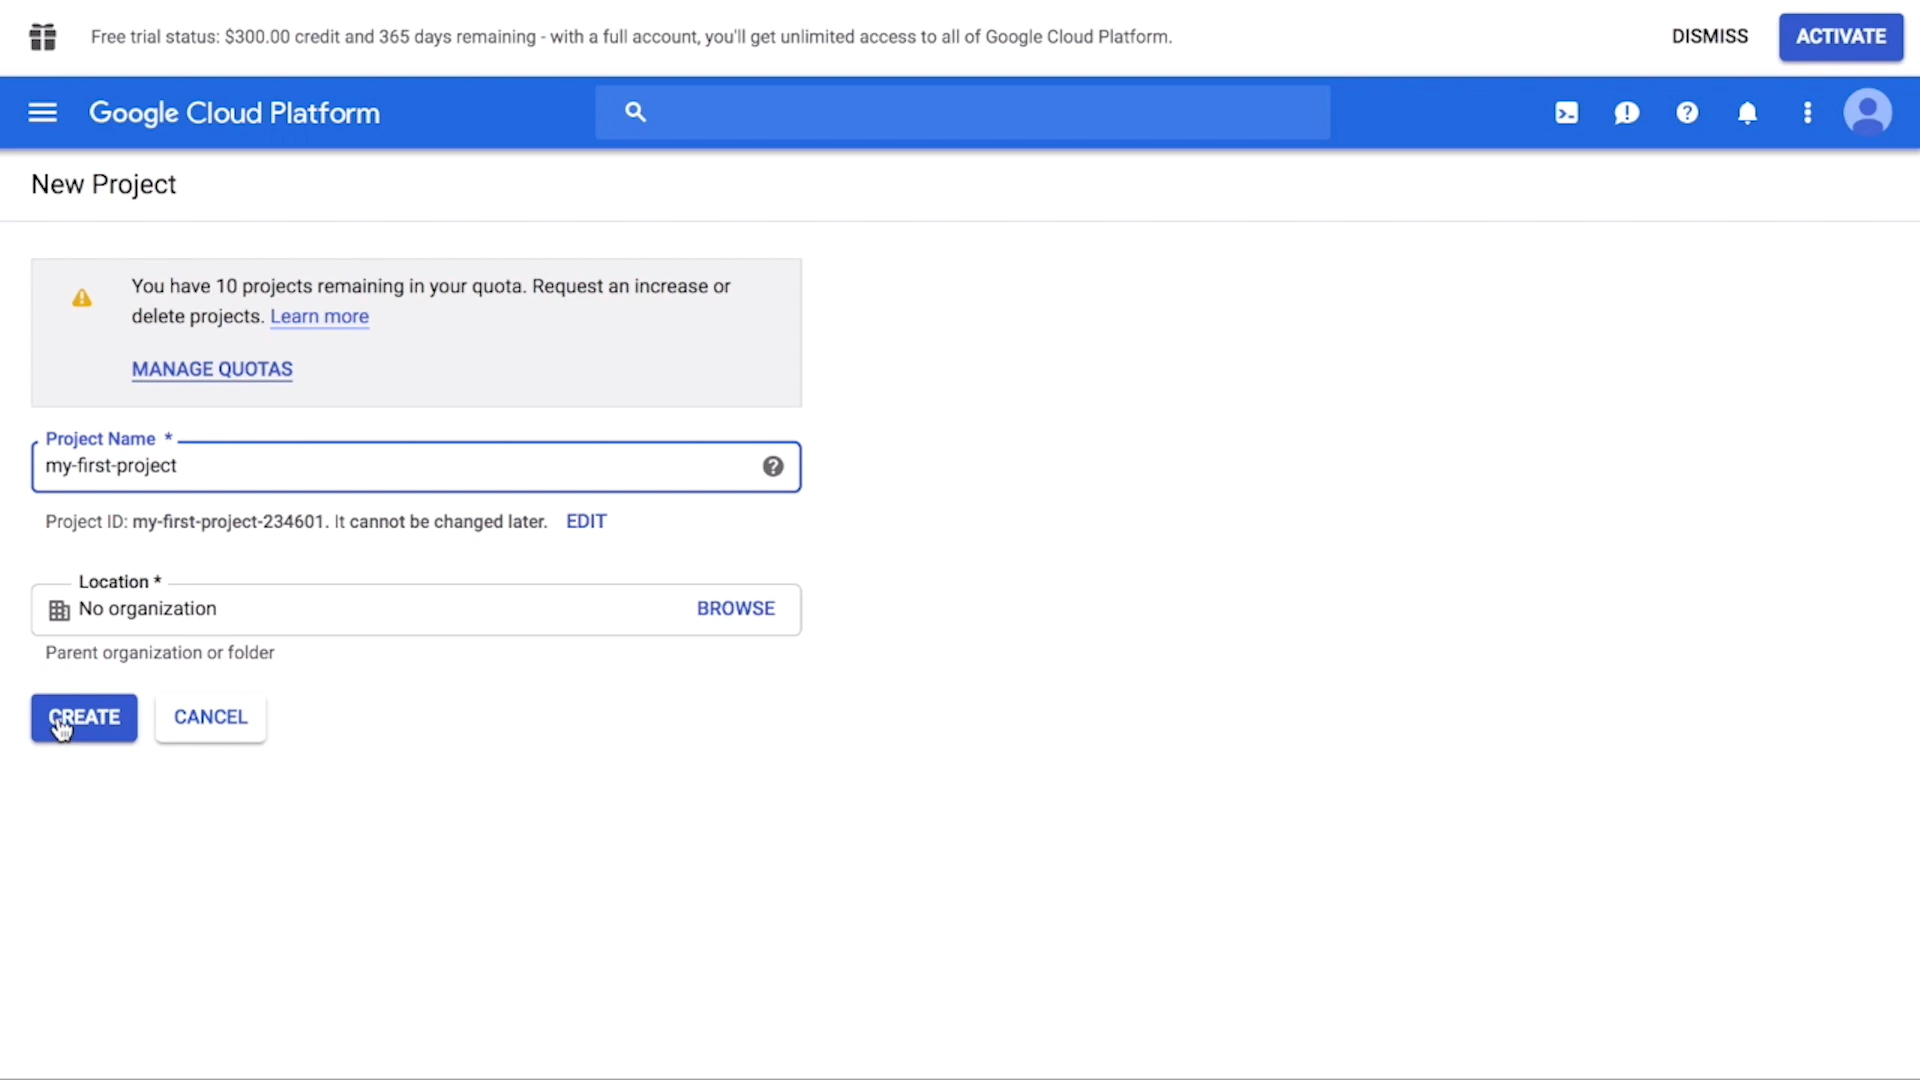 Free trial status: $300.00 credit and 365 days remaining - with a full account, you'll get unlimited access to all of Google Cloud Platform.
DISMISS
ACTIVATE
Google Cloud Platform
New Project
You have 10 projects remaining in your quota. Request an increase or
delete projects. Learn more
MANAGE QUOTAS
Project Name *
my-first-project
Project ID: my-first-project-234601. It cannot be changed later. EDIT
Location *
No organization
BROWSE
Parent organization or folder
CREATE
CANCEL